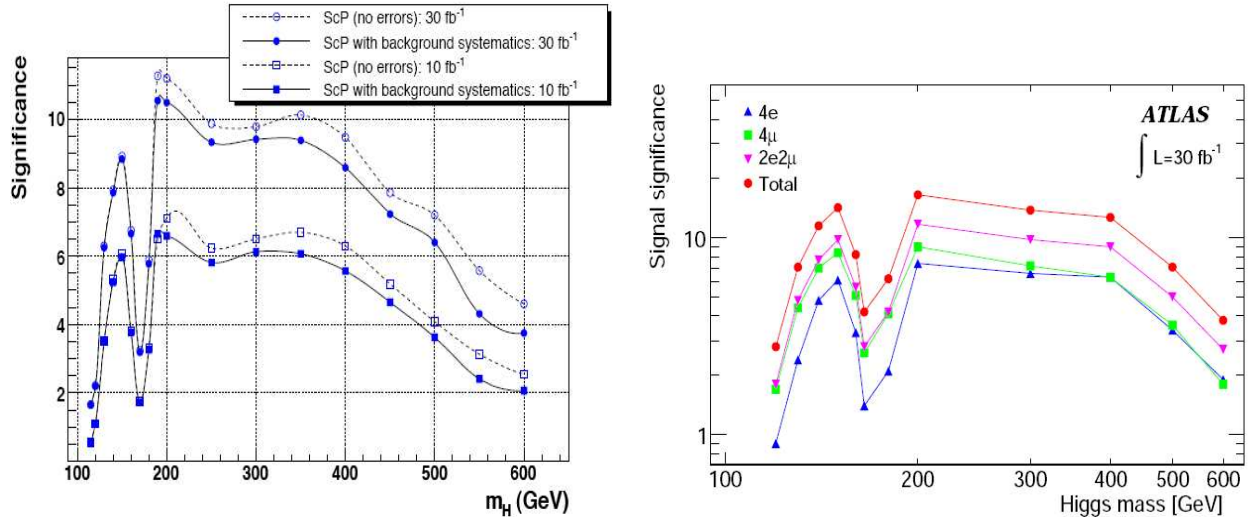 ScP (no errors): 30 fb⁻¹
ScP with background systematics: 30 fb⁻¹
ScP (no errors): 10 fb⁻¹
ScP with background systematics: 10 fb⁻¹
Significance
10
8
6
4
2
100 200 300 400 500 600
m_H (GeV)
Signal significance
10
1
4e
4μ
2e2μ
Total
ATLAS
∫ L=30 fb⁻¹
100 200 300 400 500 600
Higgs mass [GeV]